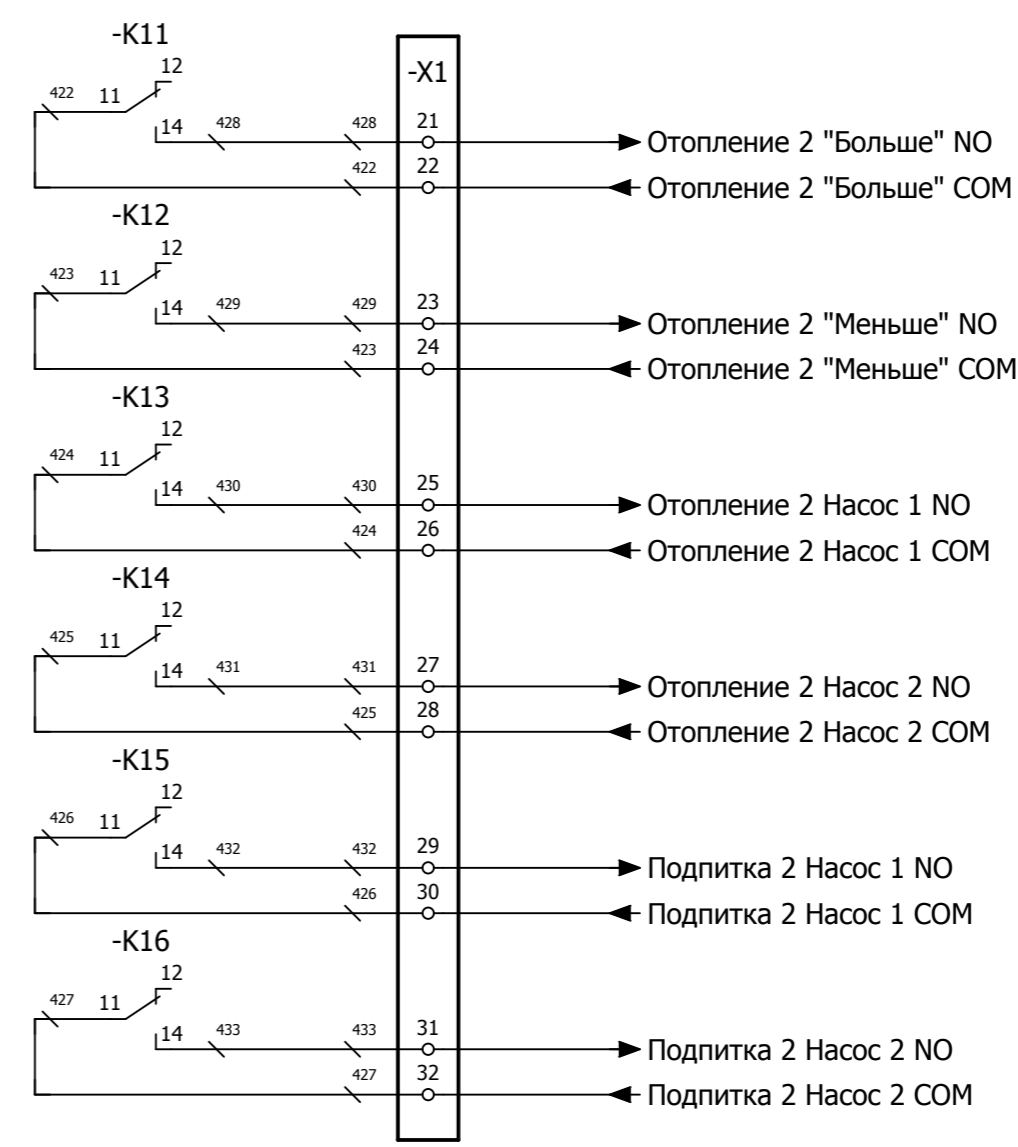 -K11
-X1
12
422 11
14 428 428 21 Отопление 2 "Больше" NO
422 22 Отопление 2 "Больше" COM
-K12
12
423 11
14 429 429 23 Отопление 2 "Меньше" NO
423 24 Отопление 2 "Меньше" COM
-K13
12
424 11
14 430 430 25 Отопление 2 Насос 1 NO
424 26 Отопление 2 Насос 1 COM
-K14
12
425 11
14 431 431 27 Отопление 2 Насос 2 NO
425 28 Отопление 2 Насос 2 COM
-K15
12
426 11
14 432 432 29 Подпитка 2 Насос 1 NO
426 30 Подпитка 2 Насос 1 COM
-K16
12
427 11
14 433 433 31 Подпитка 2 Насос 2 NO
427 32 Подпитка 2 Насос 2 COM